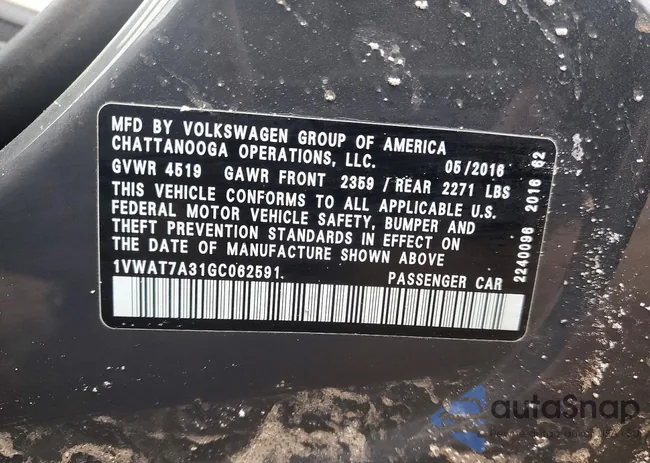 MFD BY VOLKSWAGEN GROUP OF AMERICA
CHATTANOOGA OPERATIONS, LLC. 05/2016
GVWR 4519 GAWR FRONT 2359 / REAR 2271 LBS
THIS VEHICLE CONFORMS TO ALL APPLICABLE U.S.
FEDERAL MOTOR VEHICLE SAFETY, BUMPER AND
THEFT PREVENTION STANDARDS IN EFFECT ON
THE DATE OF MANUFACTURE SHOWN ABOVE
1VWAT7A31GC062591. PASSENGER CAR
2240096 2016 62
autoSnap